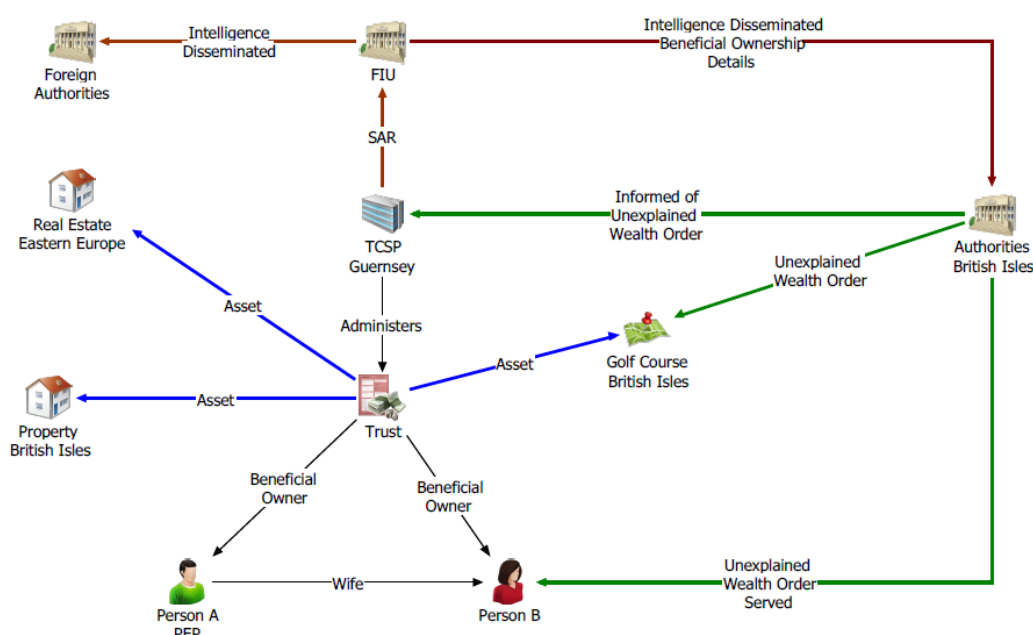 Intelligence
Disseminated
Intelligence Disseminated
Beneficial Ownership
Details
Foreign
Authorities
FIU
SAR
Real Estate
Eastern Europe
TCSP
Guernsey
Informed of
Unexplained
Wealth Order
Authorities
British Isles
Unexplained
Wealth Order
Asset
Administers
Golf Course
British Isles
Asset
Property
British Isles
Asset
Trust
Beneficial
Owner
Beneficial
Owner
Person A
PEP
Wife
Person B
Unexplained
Wealth Order
Served